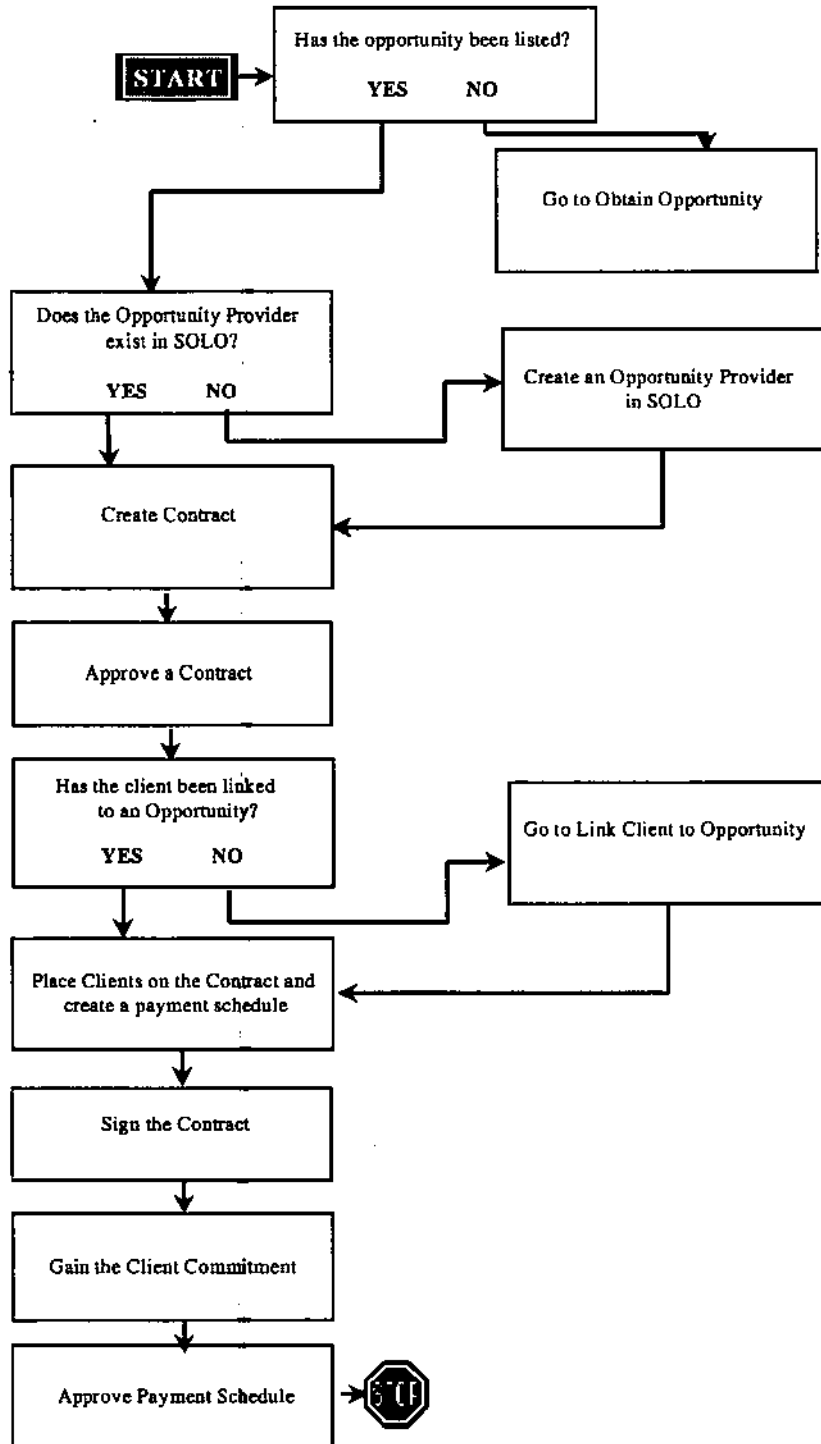 START
Has the opportunity been listed?
YES NO
Go to Obtain Opportunity
Does the Opportunity Provider
exist in SOLO?
YES NO
Create an Opportunity Provider
in SOLO
Create Contract
Approve a Contract
Has the client been linked
to an Opportunity?
YES NO
Go to Link Client to Opportunity
Place Clients on the Contract and
create a payment schedule
Sign the Contract
Gain the Client Commitment
Approve Payment Schedule
STOP